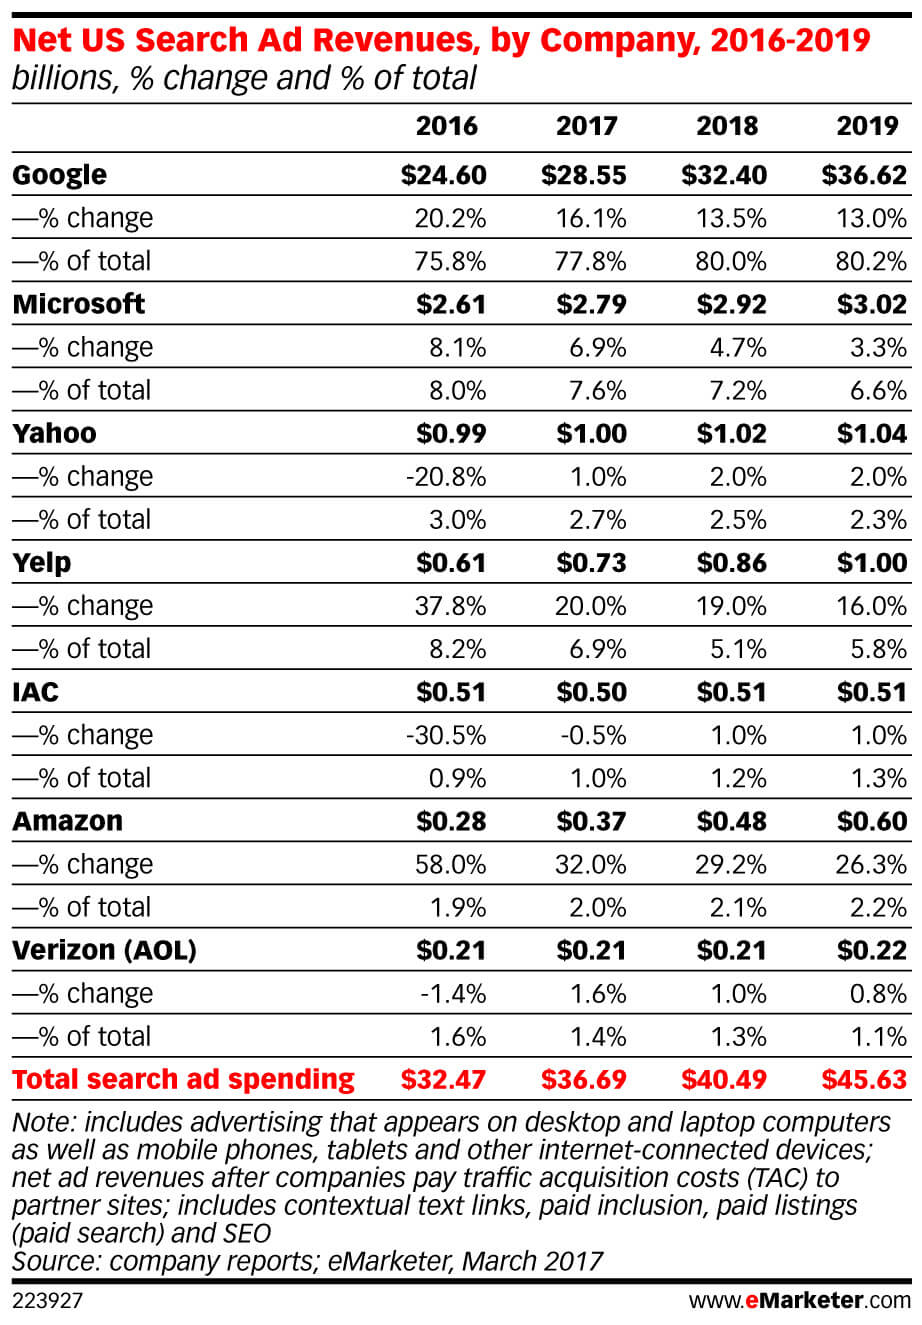 Net US Search Ad Revenues, by Company, 2016-2019
billions, % change and % of total
2016 2017 2018 2019
Google $24.60 $28.55 $32.40 $36.62
—% change 20.2% 16.1% 13.5% 13.0%
—% of total 75.8% 77.8% 80.0% 80.2%
Microsoft $2.61 $2.79 $2.92 $3.02
—% change 8.1% 6.9% 4.7% 3.3%
—% of total 8.0% 7.6% 7.2% 6.6%
Yahoo $0.99 $1.00 $1.02 $1.04
—% change -20.8% 1.0% 2.0% 2.0%
—% of total 3.0% 2.7% 2.5% 2.3%
Yelp $0.61 $0.73 $0.86 $1.00
—% change 37.8% 20.0% 19.0% 16.0%
—% of total 8.2% 6.9% 5.1% 5.8%
IAC $0.51 $0.50 $0.51 $0.51
—% change -30.5% -0.5% 1.0% 1.0%
—% of total 0.9% 1.0% 1.2% 1.3%
Amazon $0.28 $0.37 $0.48 $0.60
—% change 58.0% 32.0% 29.2% 26.3%
—% of total 1.9% 2.0% 2.1% 2.2%
Verizon (AOL) $0.21 $0.21 $0.21 $0.22
—% change -1.4% 1.6% 1.0% 0.8%
—% of total 1.6% 1.4% 1.3% 1.1%
Total search ad spending $32.47 $36.69 $40.49 $45.63
Note: includes advertising that appears on desktop and laptop computers
as well as mobile phones, tablets and other internet-connected devices;
net ad revenues after companies pay traffic acquisition costs (TAC) to
partner sites; includes contextual text links, paid inclusion, paid listings
(paid search) and SEO
Source: company reports; eMarketer, March 2017
223927 www.eMarketer.com